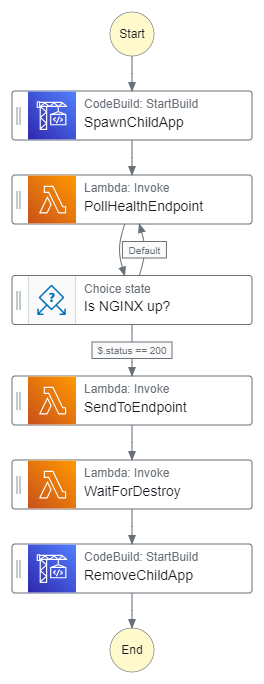 Start
CodeBuild: StartBuild
SpawnChildApp
Lambda: Invoke
PollHealthEndpoint
Default
Choice state
Is NGINX up?
$.status == 200
Lambda: Invoke
SendToEndpoint
Lambda: Invoke
WaitForDestroy
CodeBuild: StartBuild
RemoveChildApp
End